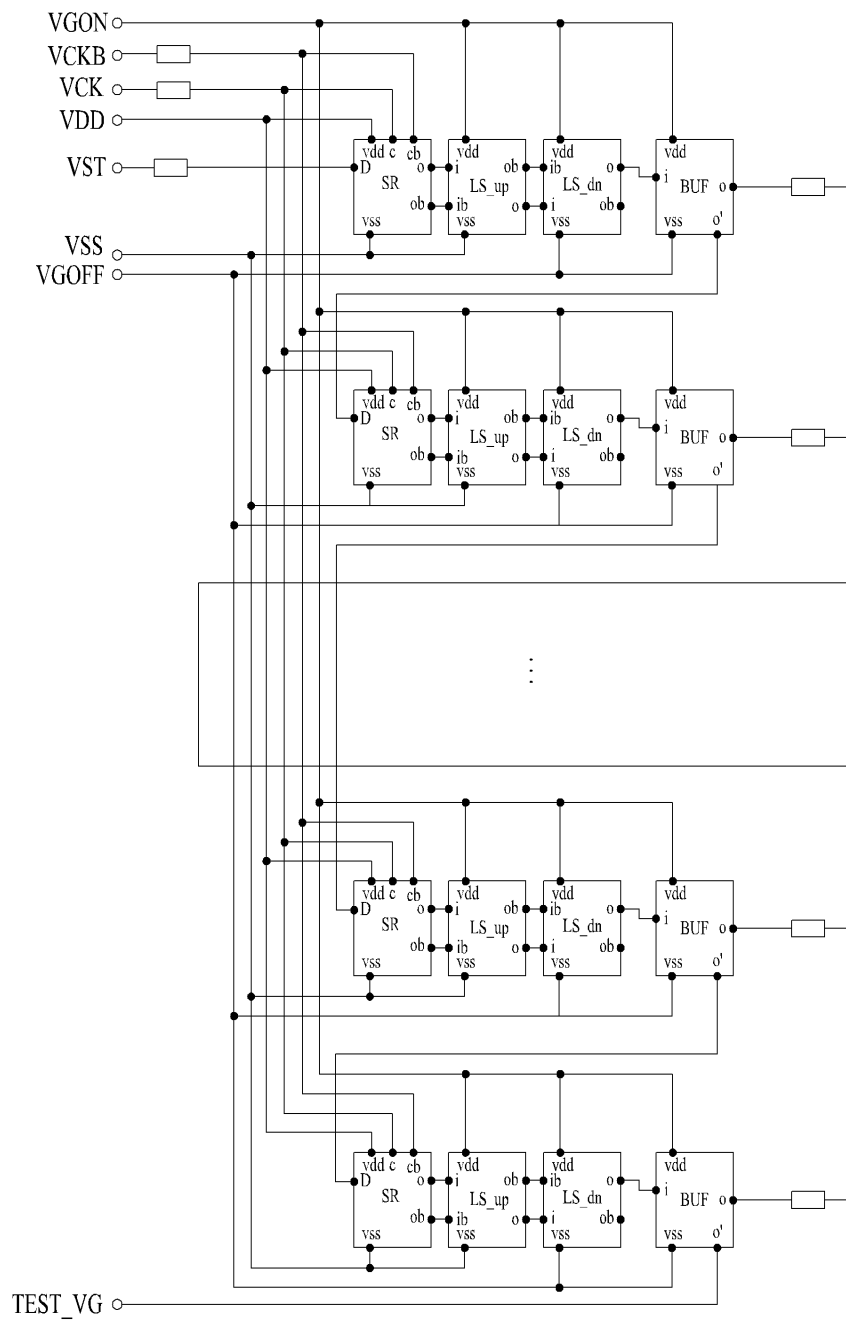 VGON
VCKB
VCK
VDD
VST
VSS
VGOFF
vdd c cb vdd vdd vdd
D o i ob ib o i
SR LS_up LS_dn BUF o
ob ib o i ob
vss vss vss vss o'
vdd c cb vdd vdd vdd
D o i ob ib o i
SR LS_up LS_dn BUF o
ob ib o i ob
vss vss vss vss o'
⋮
vdd c cb vdd vdd vdd
D o i ob ib o i
SR LS_up LS_dn BUF o
ob ib o i ob
vss vss vss vss o'
vdd c cb vdd vdd vdd
D o i ob ib o i
SR LS_up LS_dn BUF o
ob ib o i ob
vss vss vss vss o'
TEST_VG